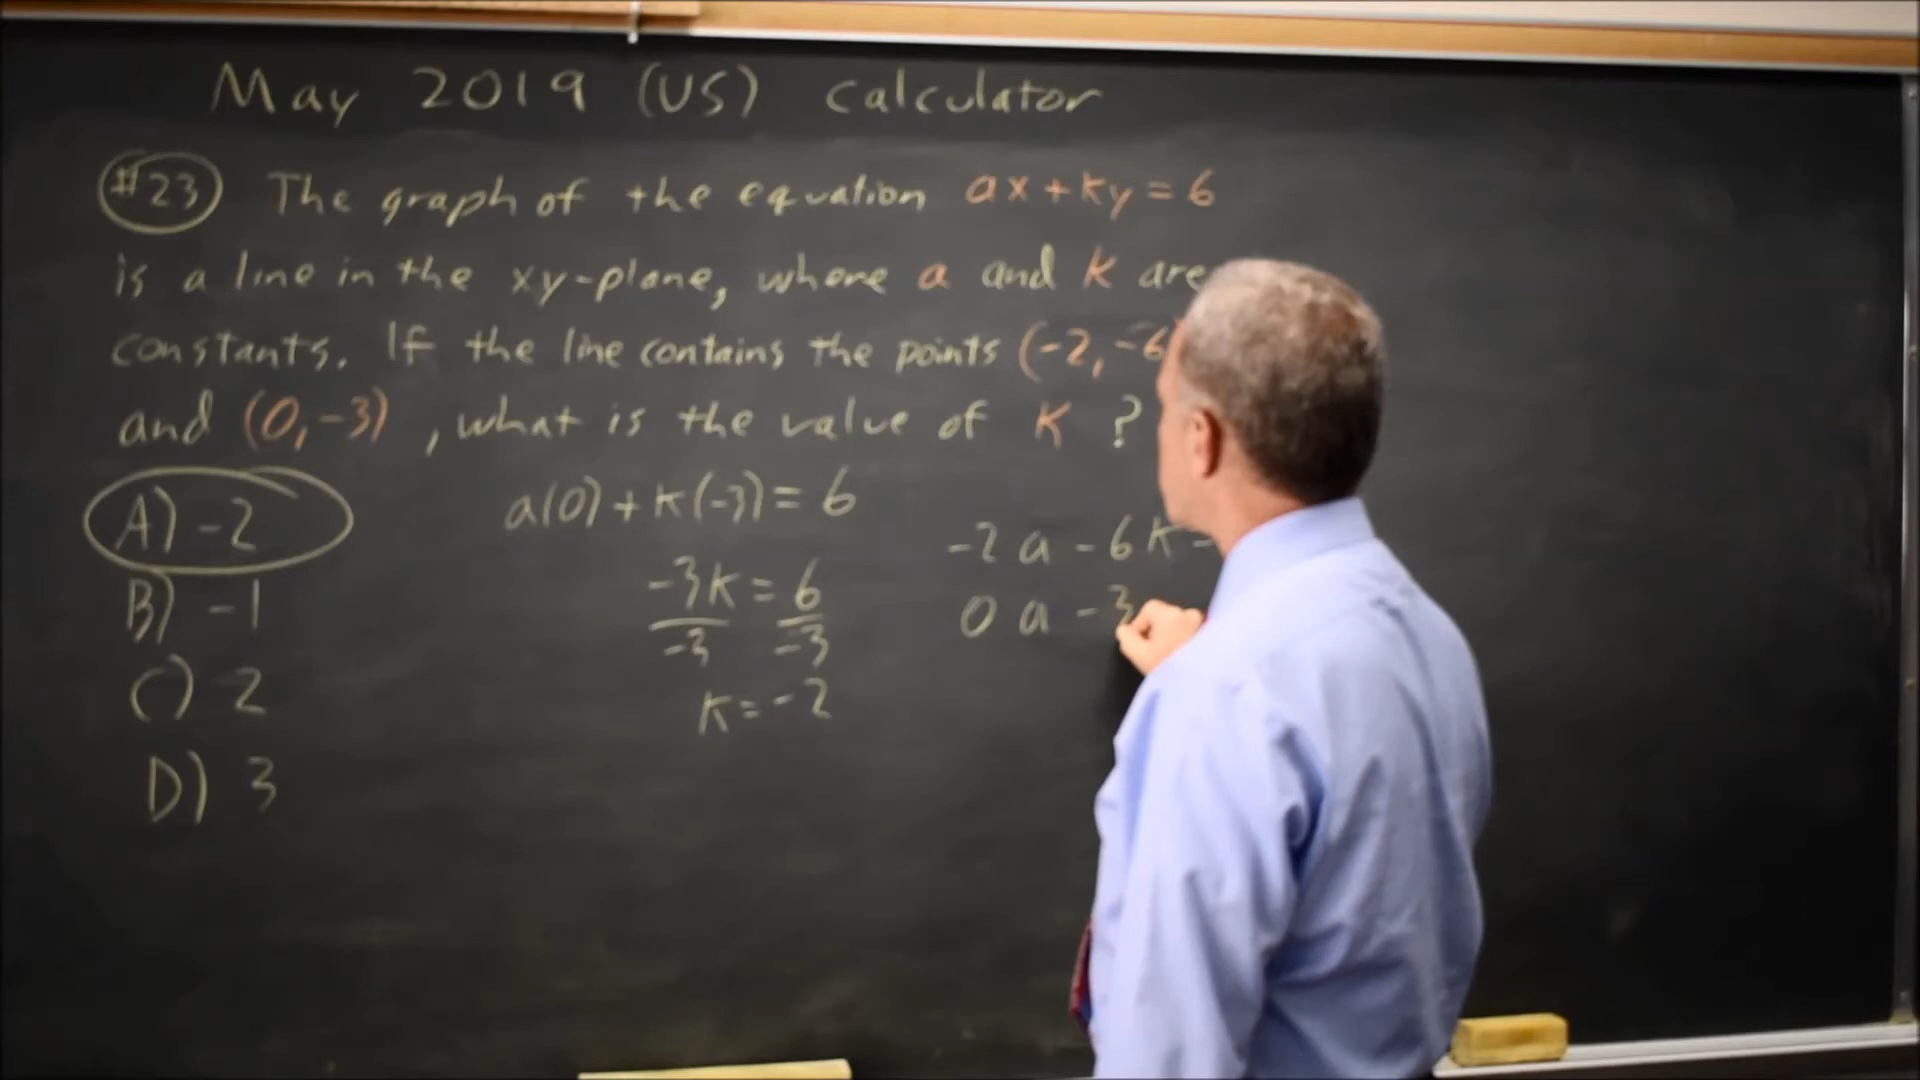 May 2019 (US) Calculator
#23 The graph of the equation ax + ky = 6
is a line in the xy-plane, where a and k are
constants. If the line contains the points (-2, -6
and (0, -3), what is the value of K ?
A) -2
B) -1
C) 2
D) 3
a(0) + k(-3) = 6
-3k = 6
-3 -3
k = -2
-2 a - 6k =
0 a - 3